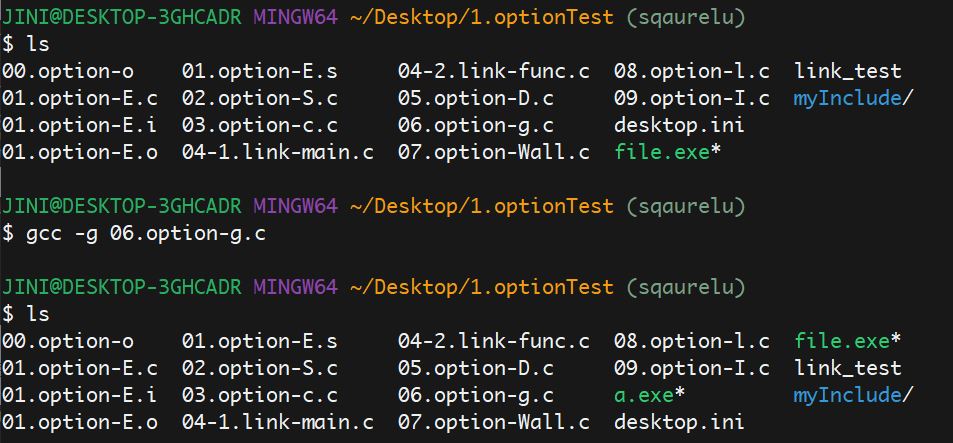 JINI@DESKTOP-3GHCADR MINGW64 ~/Desktop/1.optionTest (sqaurelu)
$ ls
00.option-o    01.option-E.s     04-2.link-func.c  08.option-l.c  link_test
01.option-E.c  02.option-S.c     05.option-D.c     09.option-I.c  myInclude/
01.option-E.i  03.option-c.c     06.option-g.c     desktop.ini
01.option-E.o  04-1.link-main.c  07.option-Wall.c  file.exe*
JINI@DESKTOP-3GHCADR MINGW64 ~/Desktop/1.optionTest (sqaurelu)
$ gcc -g 06.option-g.c
JINI@DESKTOP-3GHCADR MINGW64 ~/Desktop/1.optionTest (sqaurelu)
$ ls
00.option-o    01.option-E.s     04-2.link-func.c  08.option-l.c  file.exe*
01.option-E.c  02.option-S.c     05.option-D.c     09.option-I.c  link_test
01.option-E.i  03.option-c.c     06.option-g.c     a.exe*         myInclude/
01.option-E.o  04-1.link-main.c  07.option-Wall.c  desktop.ini